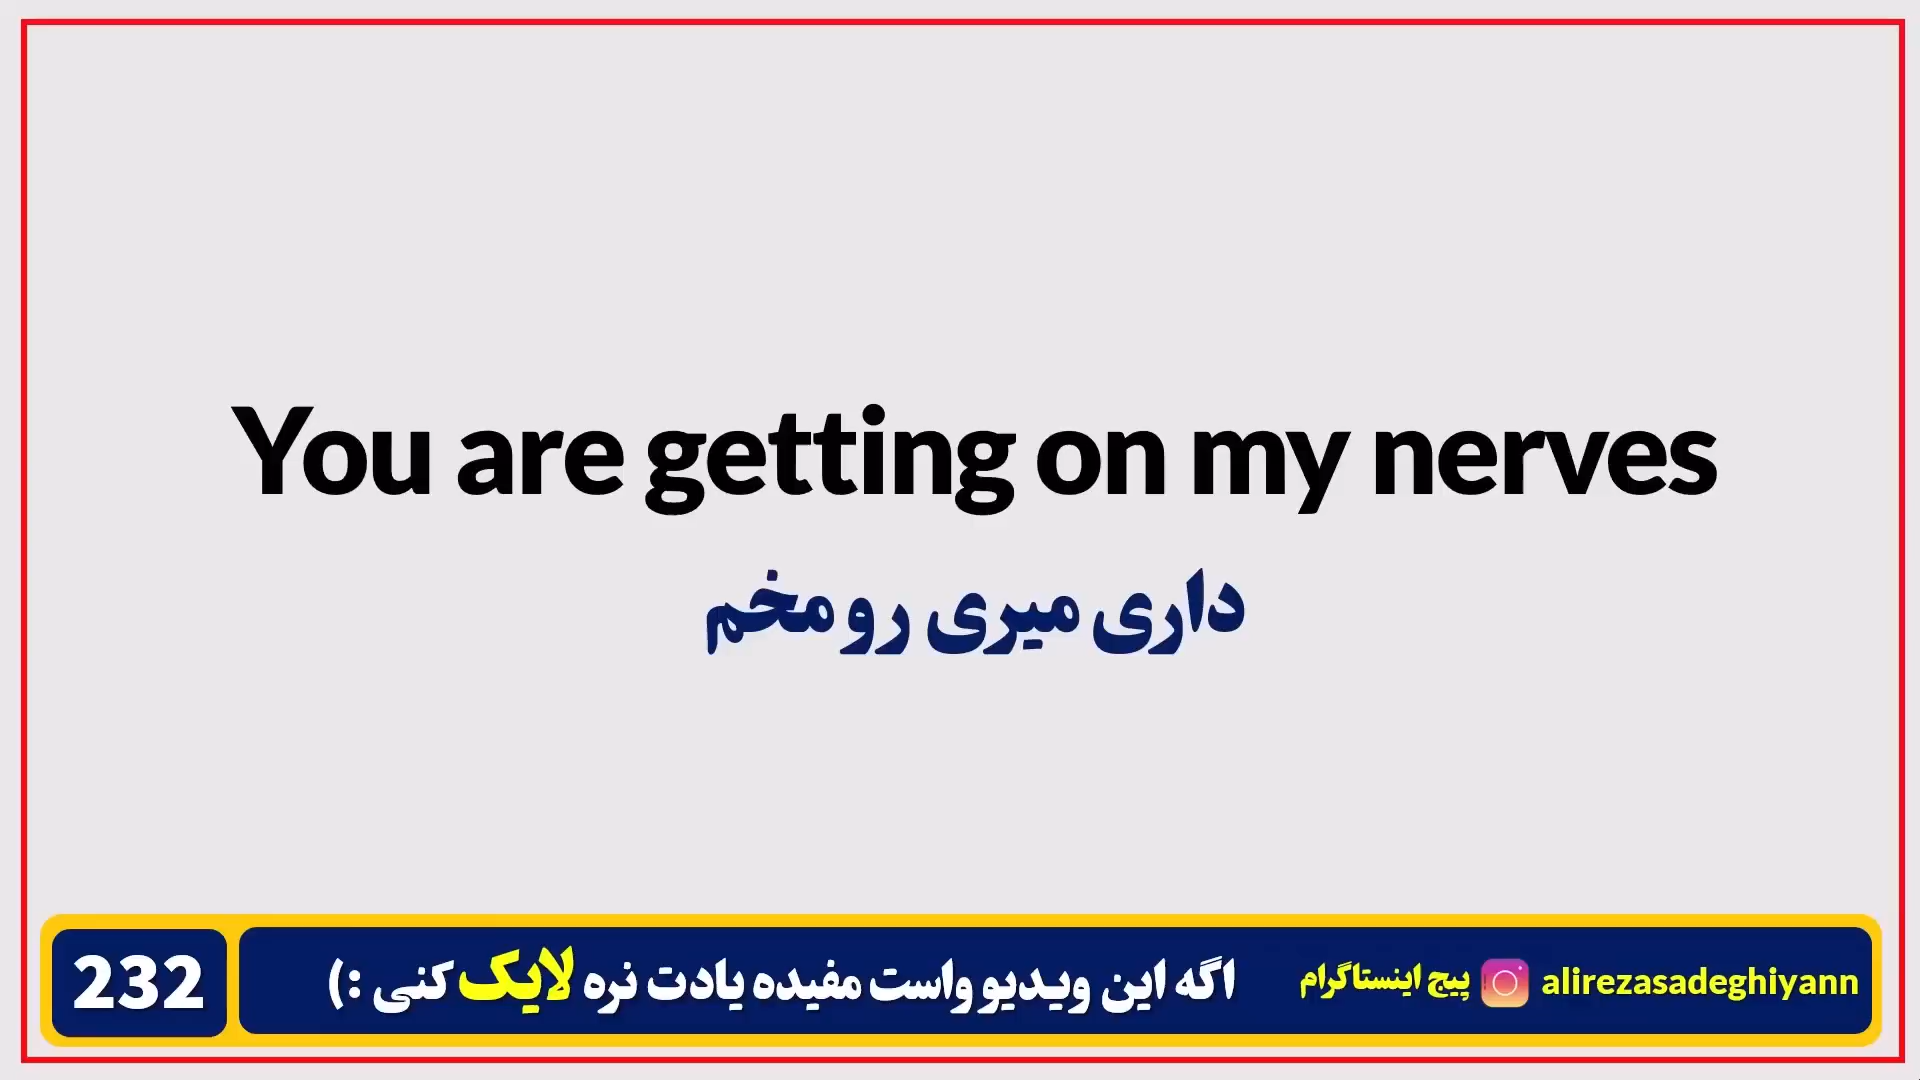 You are getting on my nerves
داری میری رو مخم
232
اگه این ویدیو واست مفیده یادت نره لایک کنی :)
پیج اینستاگرام
alirezasadeghiyann